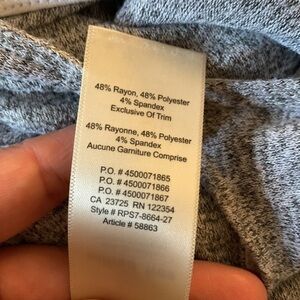 48% Rayon, 48% Polyester
4% Spandex
Exclusive Of Trim
48% Rayonne, 48% Polyester
4% Spandex
Aucune Garniture Comprise
P.O. # 4500071865
P.O. # 4500071866
P.O. # 4500071867
CA 23725 RN 122354
Style # RPS7-8664-27
Article # 58863